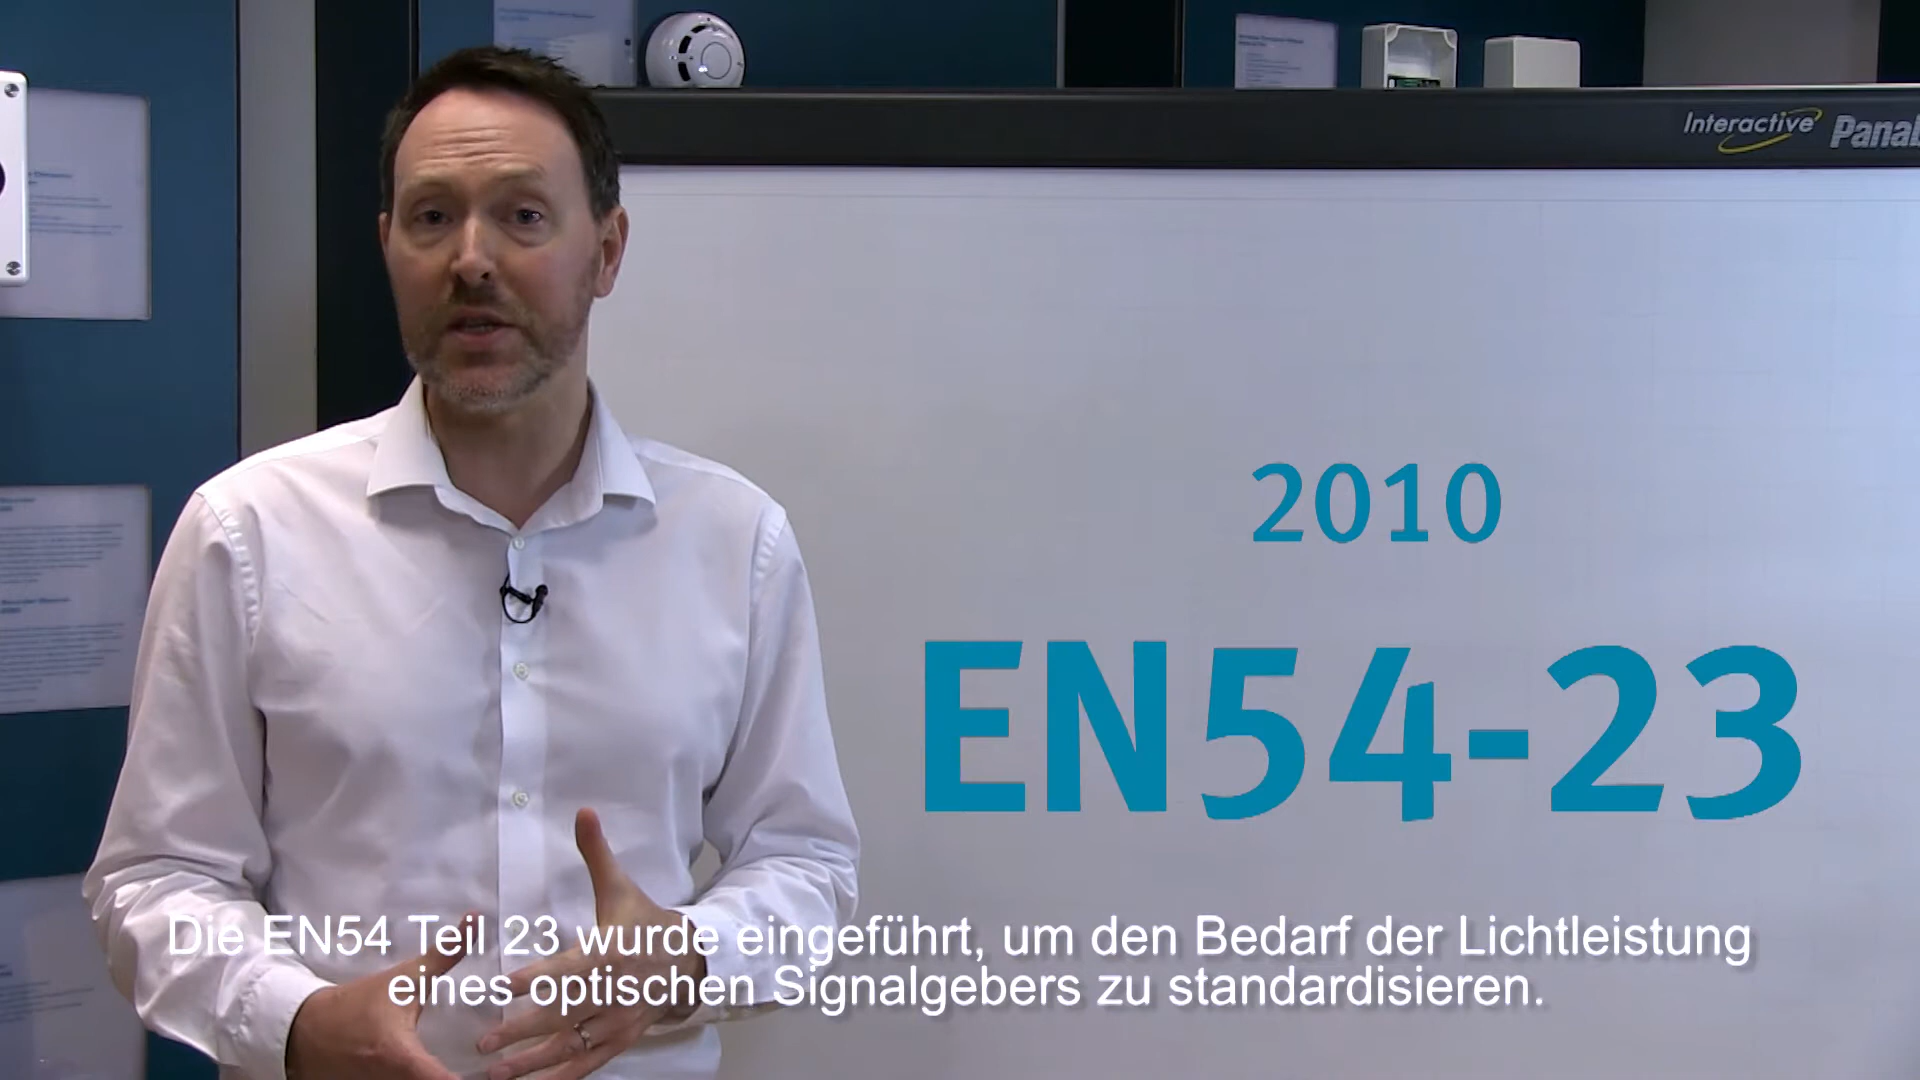 Interactive
2010
EN54-23
Die EN54 Teil 23 wurde eingeführt, um den Bedarf der Lichtleistung
eines optischen Signalgebers zu standardisieren.